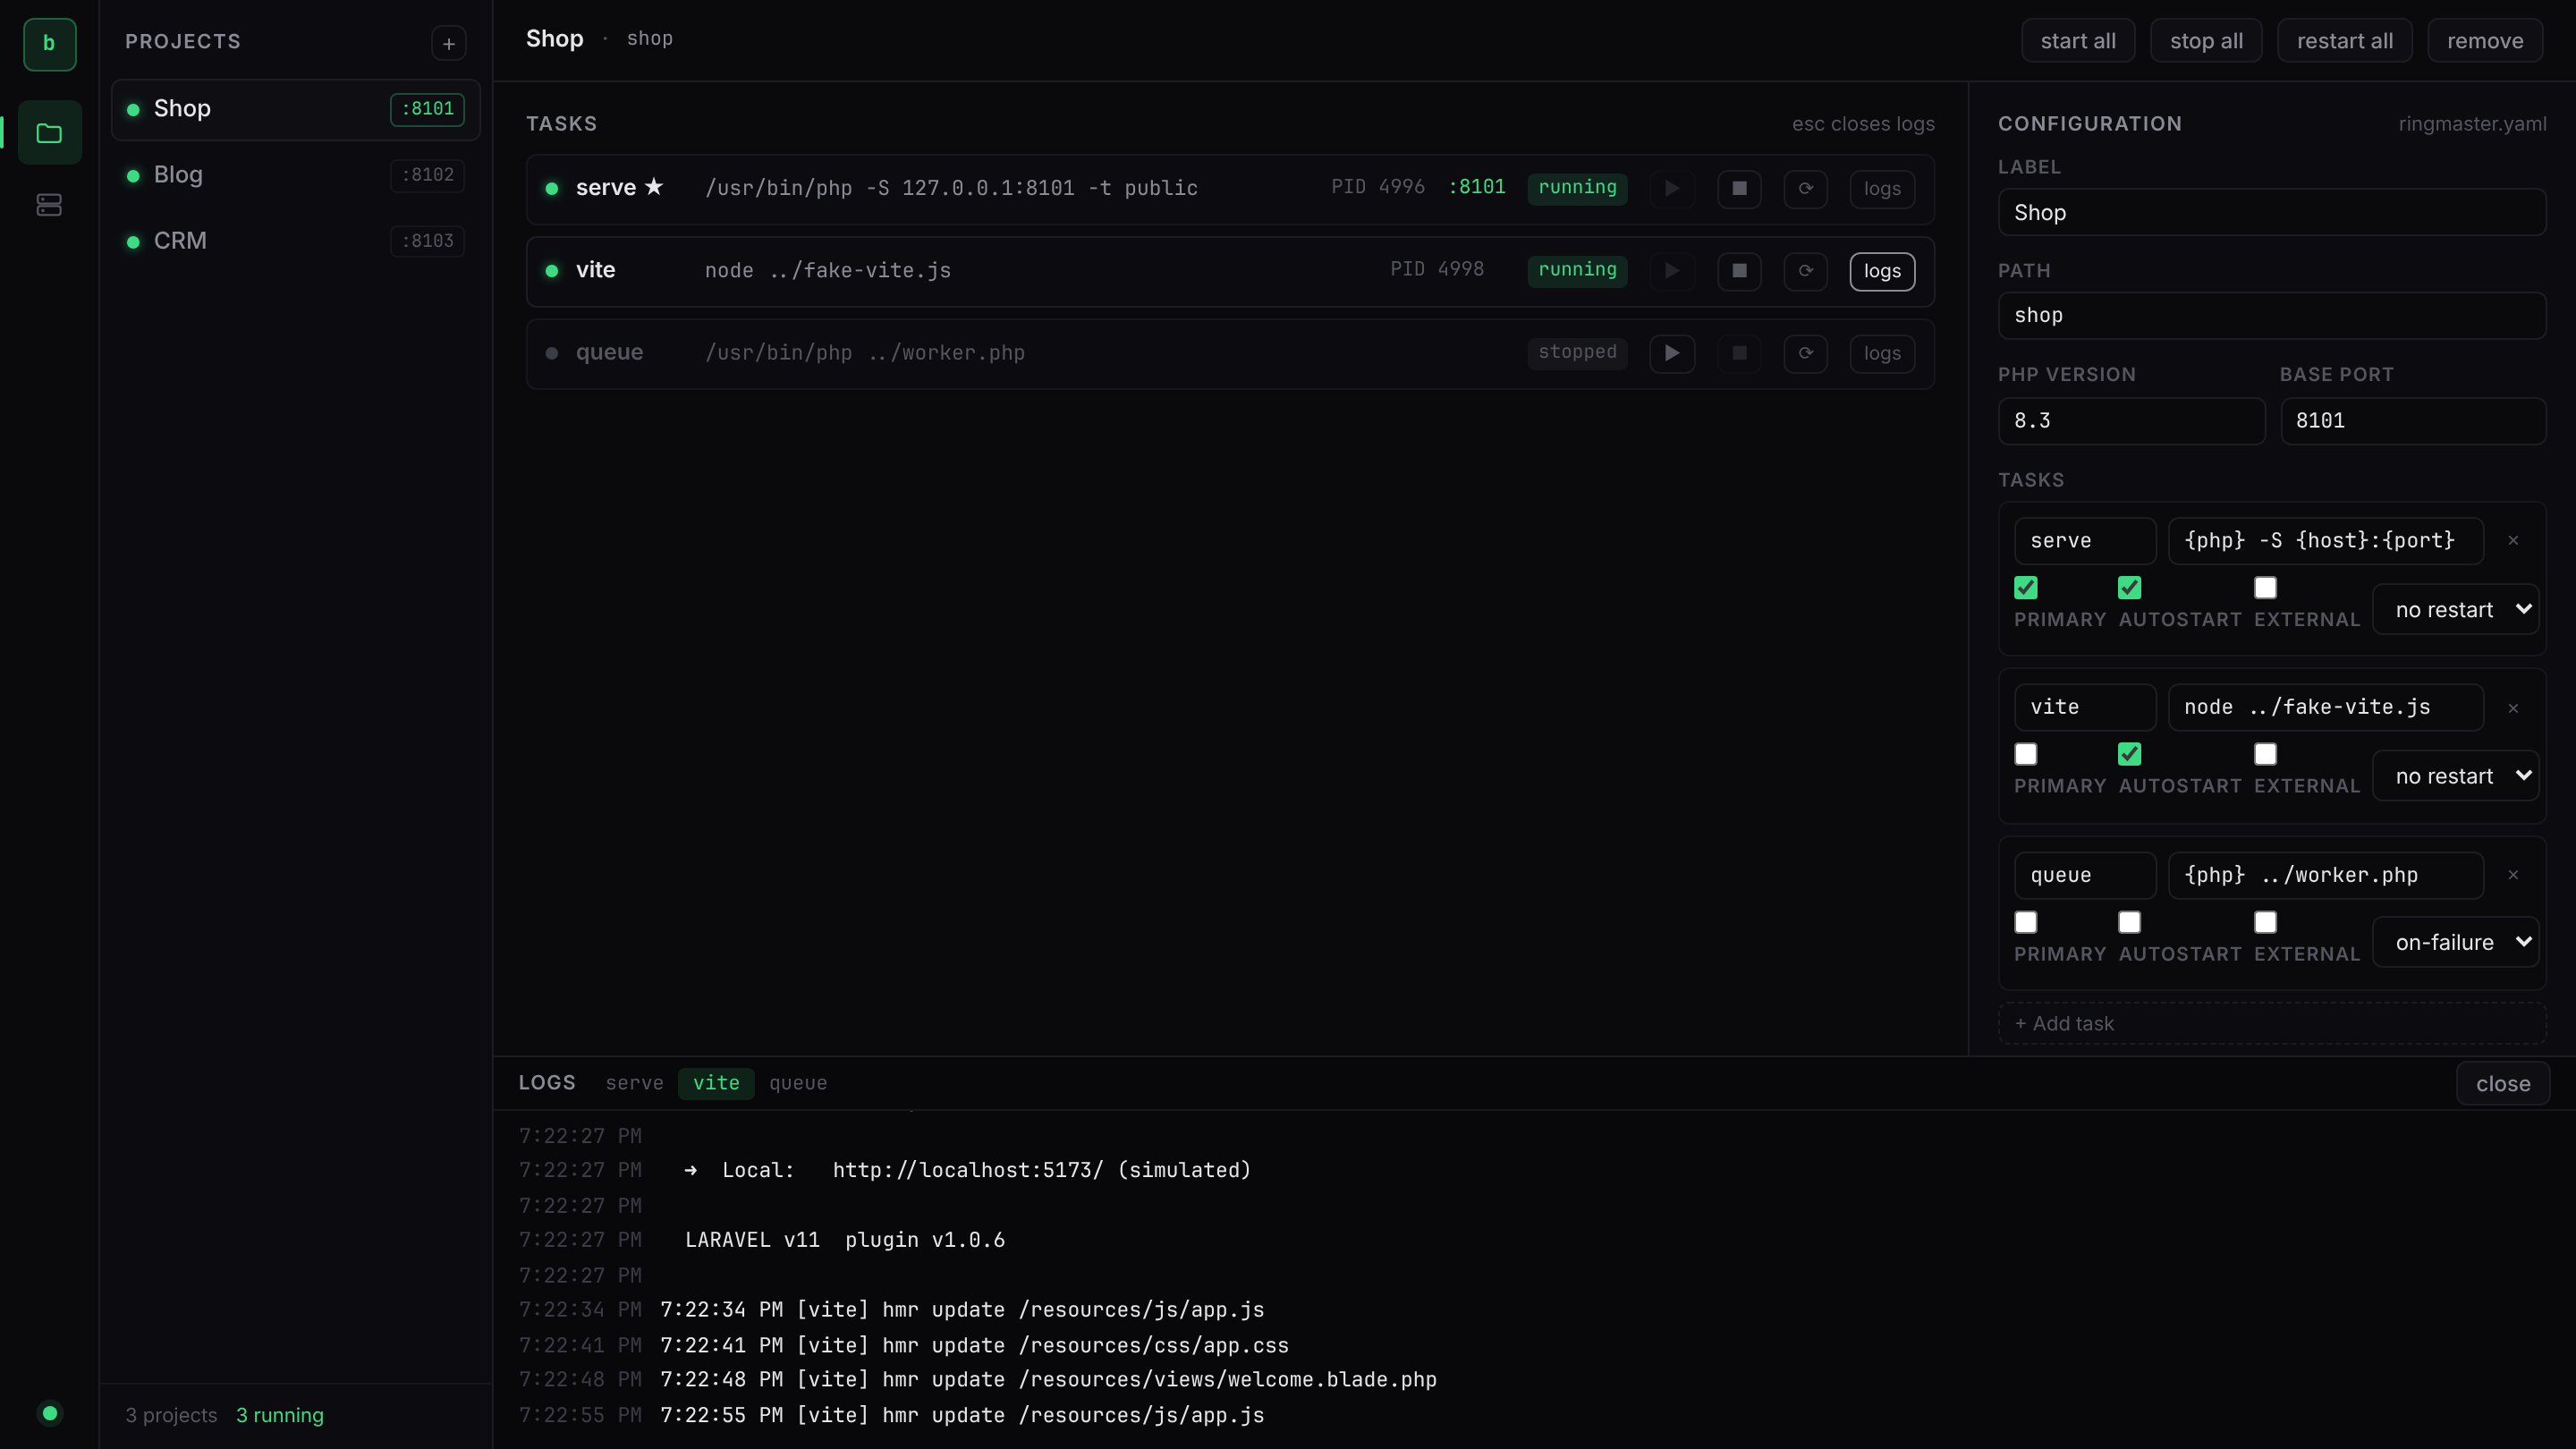 b
PROJECTS +
Shop :8101
Blog :8102
CRM :8103
3 projects 3 running
Shop · shop
start all stop all restart all remove
TASKS esc closes logs
serve ★ /usr/bin/php -S 127.0.0.1:8101 -t public PID 4996 :8101 running logs
vite node ../fake-vite.js PID 4998 running logs
queue /usr/bin/php ../worker.php stopped logs
CONFIGURATION ringmaster.yaml
LABEL
Shop
PATH
shop
PHP VERSION BASE PORT
8.3 8101
TASKS
serve {php} -S {host}:{port} ×
PRIMARY AUTOSTART EXTERNAL no restart
vite node ../fake-vite.js ×
PRIMARY AUTOSTART EXTERNAL no restart
queue {php} ../worker.php ×
PRIMARY AUTOSTART EXTERNAL on-failure
+ Add task
LOGS serve vite queue close
7:22:27 PM
7:22:27 PM ➜ Local: http://localhost:5173/ (simulated)
7:22:27 PM
7:22:27 PM LARAVEL v11 plugin v1.0.6
7:22:27 PM
7:22:34 PM 7:22:34 PM [vite] hmr update /resources/js/app.js
7:22:41 PM 7:22:41 PM [vite] hmr update /resources/css/app.css
7:22:48 PM 7:22:48 PM [vite] hmr update /resources/views/welcome.blade.php
7:22:55 PM 7:22:55 PM [vite] hmr update /resources/js/app.js